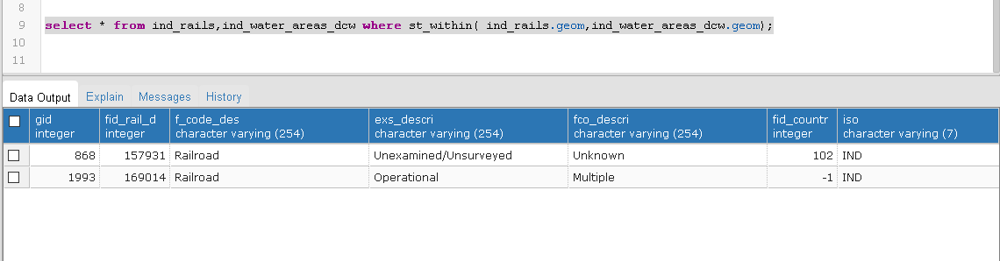 8
9 select * from ind_rails,ind_water_areas_dcw where st_within( ind_rails.geom,ind_water_areas_dcw.geom);
10
11
Data Output Explain Messages History
gid fid_rail_d f_code_des exs_descri fco_descri fid_countr iso
integer integer character varying (254) character varying (254) character varying (254) integer character varying (7)
868 157931 Railroad Unexamined/Unsurveyed Unknown 102 IND
1993 169014 Railroad Operational Multiple -1 IND